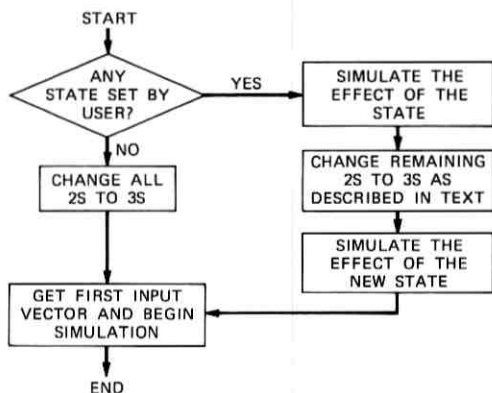 START
ANY
STATE SET BY
USER?
YES
NO
SIMULATE THE
EFFECT OF THE
STATE
CHANGE ALL
2S TO 3S
CHANGE REMAINING
2S TO 3S AS
DESCRIBED IN TEXT
SIMULATE THE
EFFECT OF THE
NEW STATE
GET FIRST INPUT
VECTOR AND BEGIN
SIMULATION
END